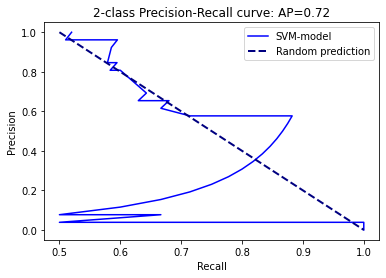 2-class Precision-Recall curve: AP=0.72
SVM-model
Random prediction
Precision
1.0
0.8
0.6
0.4
0.2
0.0
0.5
0.6
0.7
0.8
0.9
1.0
Recall